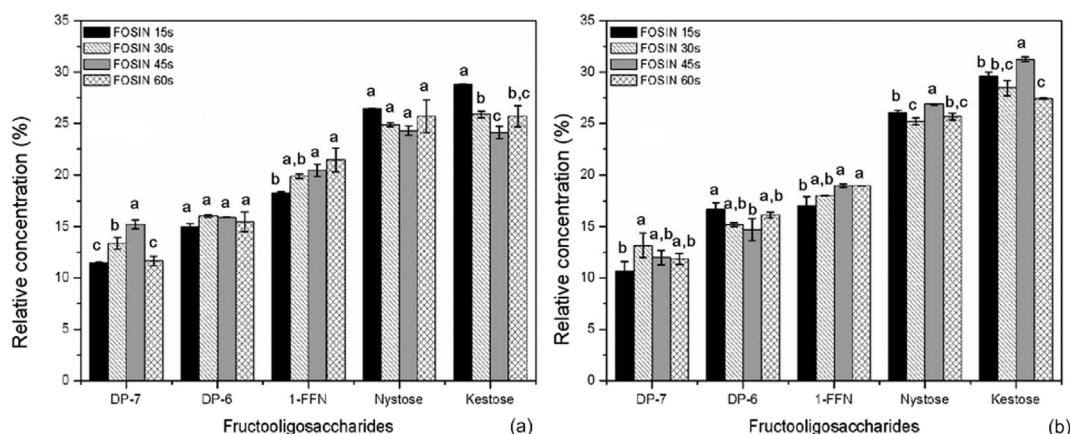 35
30
25
20
15
10
5
0
Relative concentration (%)
FOSIN 15s
FOSIN 30s
FOSIN 45s
FOSIN 60s
c b a c
a a a a
b a,b a a
a a a a
a b c b,c
DP-7 DP-6 1-FFN Nystose Kestose
Fructooligosaccharides (a)
35
30
25
20
15
10
5
0
Relative concentration (%)
FOSIN 15s
FOSIN 30s
FOSIN 45s
FOSIN 60s
b a a,b a,b
a a,b b a,b
b a,b a a
b c a b,c
b b,c a c
DP-7 DP-6 1-FFN Nystose Kestose
Fructooligosaccharides (b)